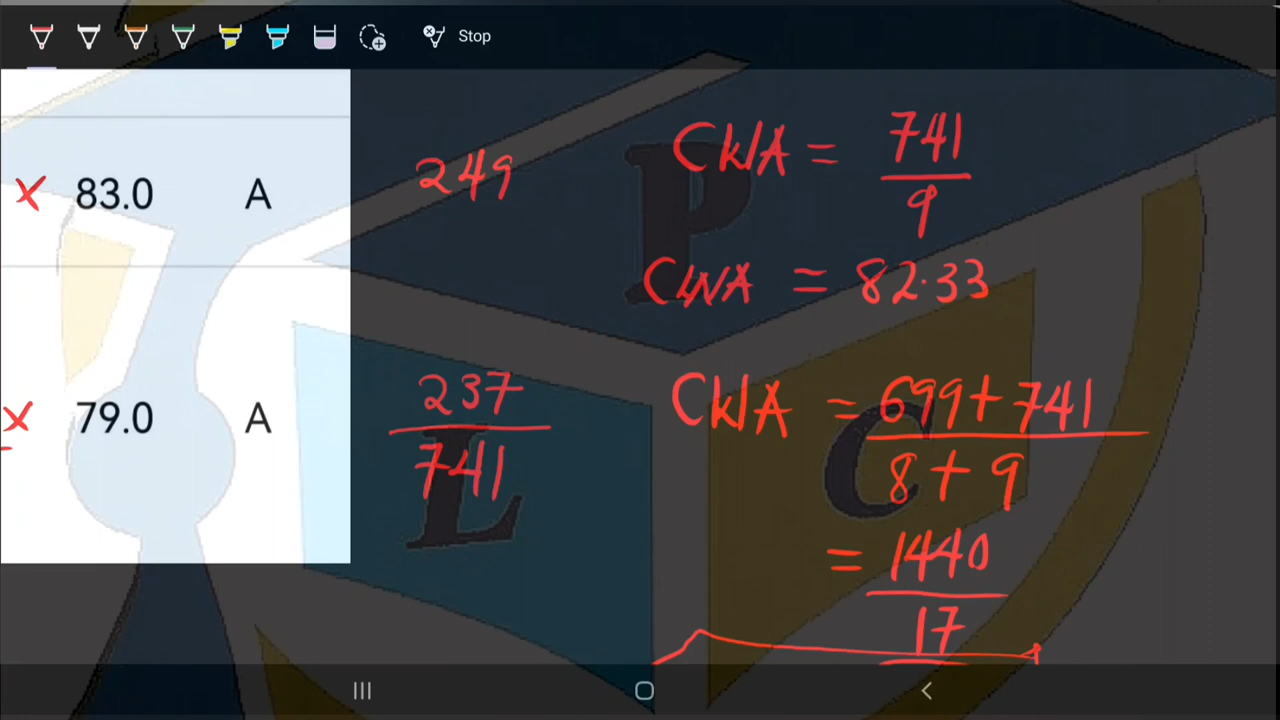 Stop
× 83.0 A 249
CWA = 741
9
CWA = 82.33
× 79.0 A 237
741
CWA = 699+741
8 + 9
= 1440
17
P
L
C